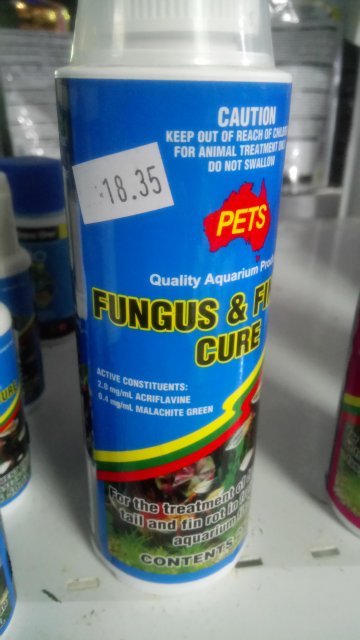 CAUTION
KEEP OUT OF REACH OF
FOR ANIMAL TREATMENT
DO NOT SWALLOW
18.35
PETS
Quality Aquarium
FUNGUS &
CURE
ACTIVE CONSTITUENTS:
2.0 mg/mL ACRIFLAVINE
0.4 mg/mL MALACHITE GREEN
For the treatment
tail and fin rot in
aquarium
CONTENTS
URE